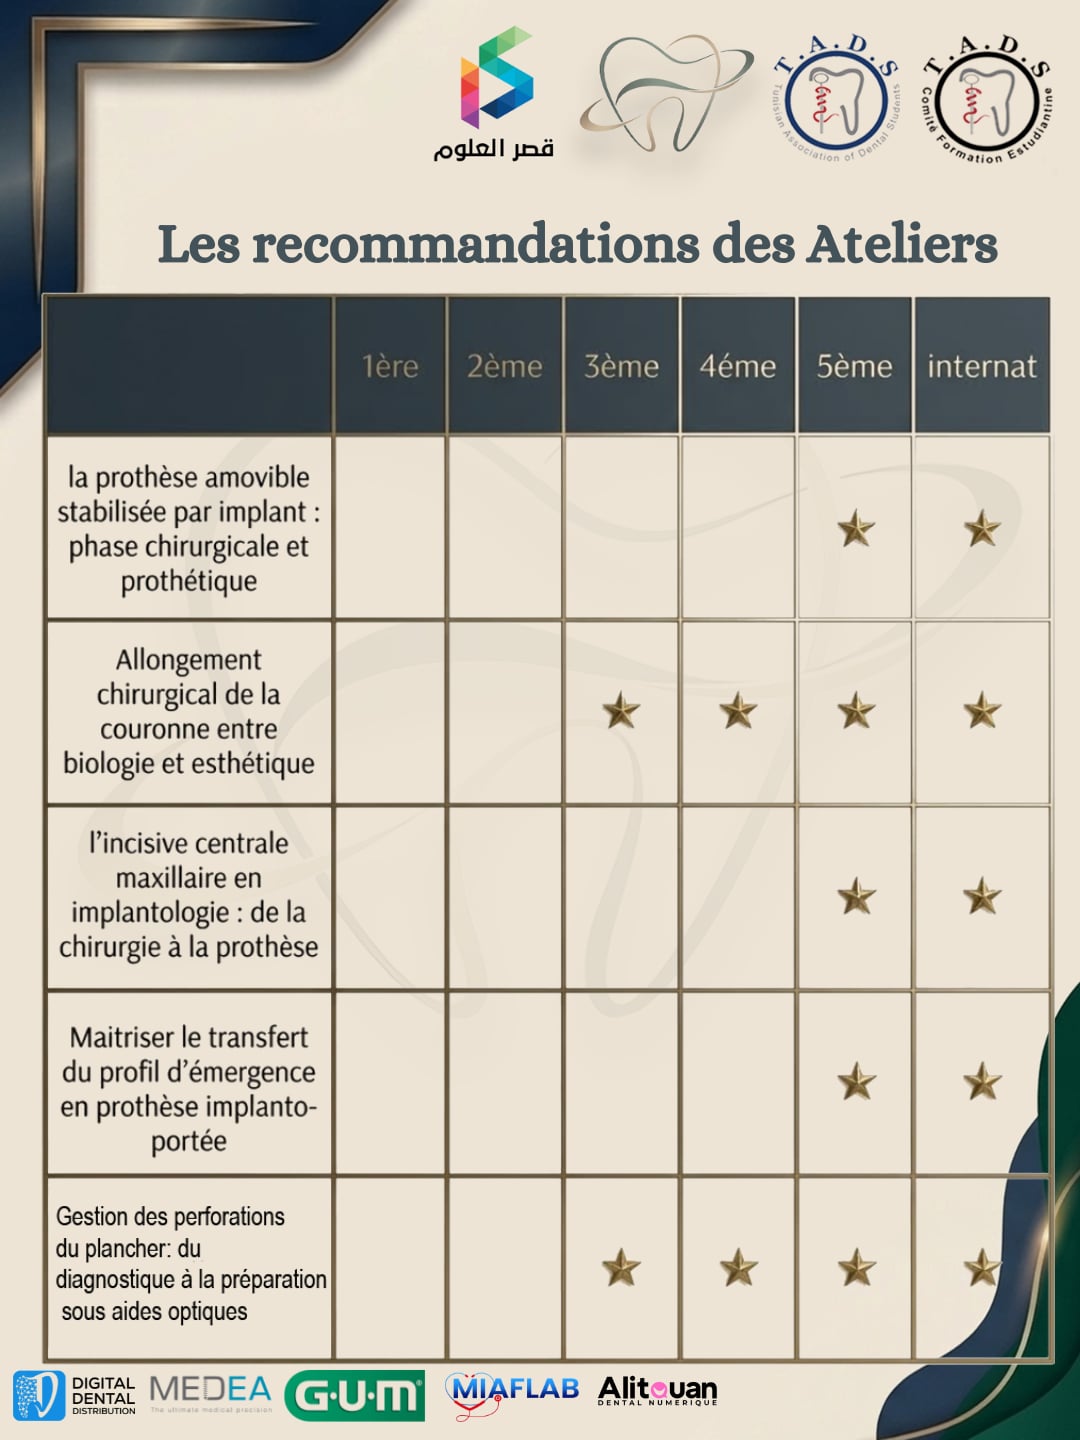 قصر العلوم
T.A.D.S
Tunisian Association of Dental Students
T.A.D.S
Comité Formation Estudiantine
Les recommandations des Ateliers
1ère
2ème
3ème
4éme
5ème
internat
la prothèse amovible
stabilisée par implant :
phase chirurgicale et
prothétique
Allongement
chirurgical de la
couronne entre
biologie et esthétique
l'incisive centrale
maxillaire en
implantologie : de la
chirurgie à la prothèse
Maitriser le transfert
du profil d'émergence
en prothèse implanto-
portée
Gestion des perforations
du plancher: du
diagnostique à la préparation
sous aides optiques
DIGITAL
DENTAL
DISTRIBUTION
MEDEA
The ultimate medical precision
G·U·M
MIAFLAB
Alitouan
DENTAL NUMERIQUE